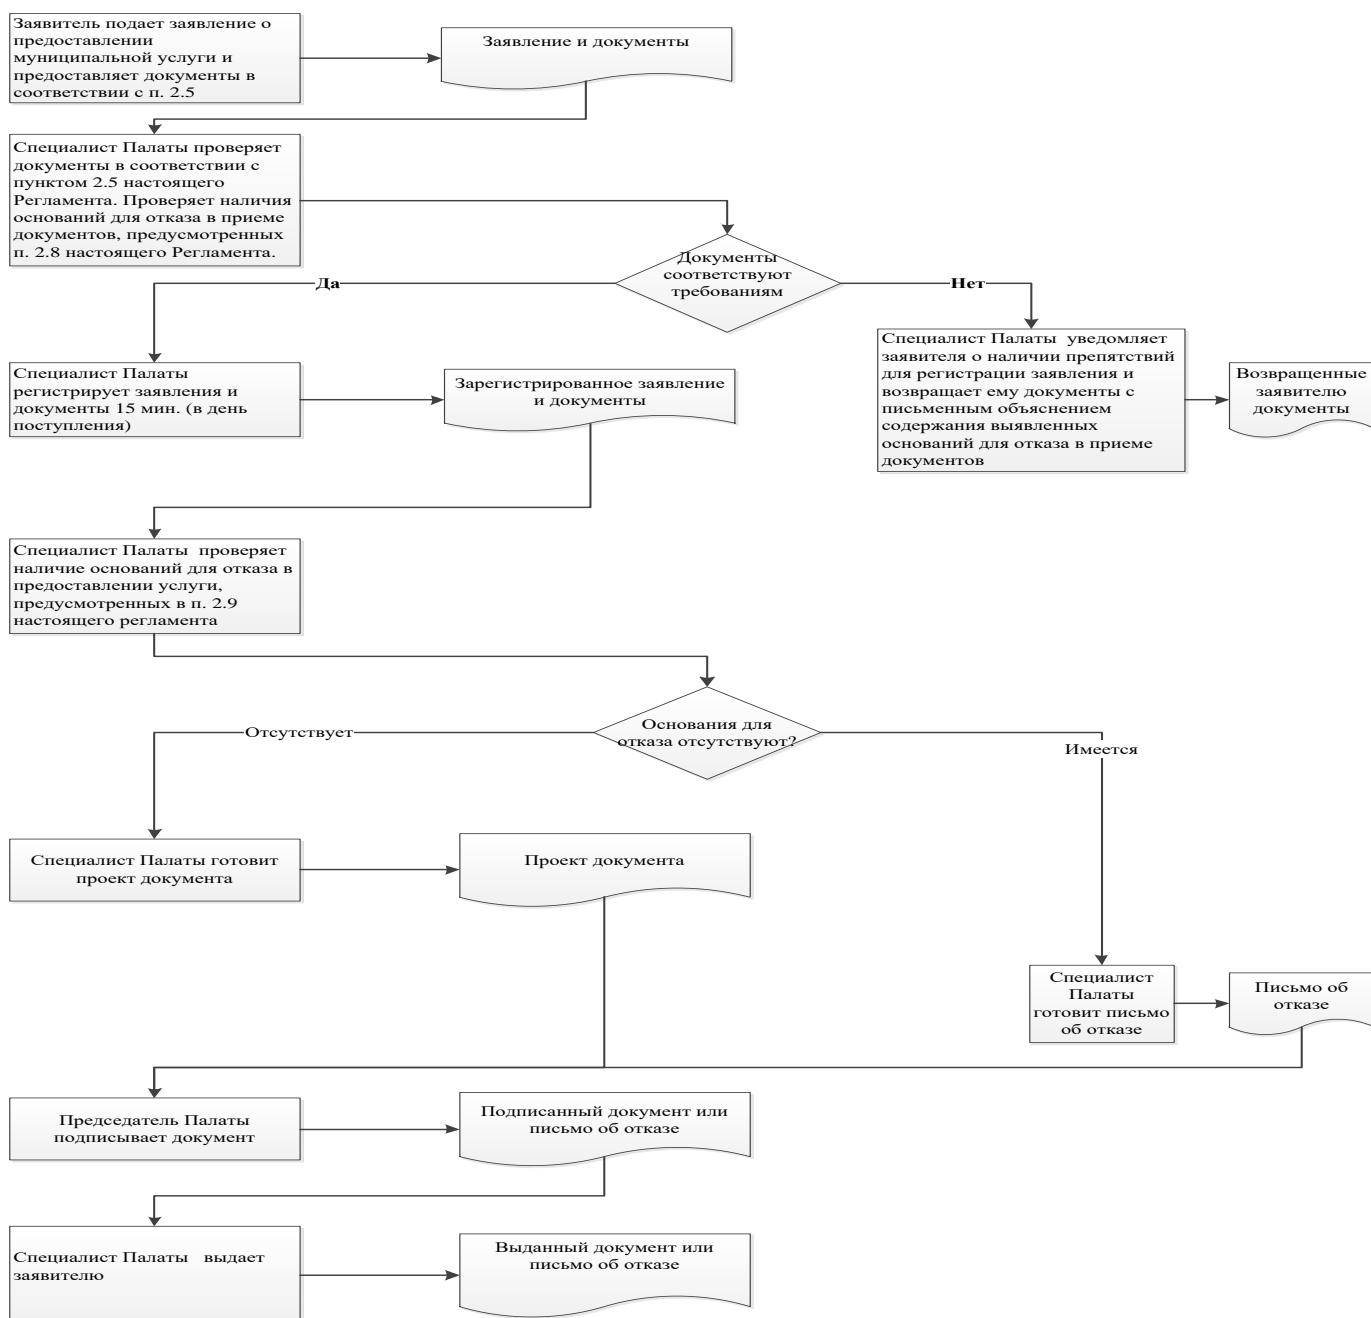 Заявитель подает заявление о
предоставлении
муниципальной услуги и
предоставляет документы в
соответствии с п. 2.5
Заявление и документы
Специалист Палаты проверяет
документы в соответствии с
пунктом 2.5 настоящего
Регламента. Проверяет наличия
оснований для отказа в приеме
документов, предусмотренных
п. 2.8 настоящего Регламента.
Документы
соответствуют
требованиям
Да
Нет
Специалист Палаты уведомляет
заявителя о наличии препятствий
для регистрации заявления и
возвращает ему документы с
письменным объяснением
содержания выявленных
оснований для отказа в приеме
документов
Возвращенные
заявителю
документы
Специалист Палаты
регистрирует заявления и
документы 15 мин. (в день
поступления)
Зарегистрированное заявление
и документы
Специалист Палаты проверяет
наличие оснований для отказа в
предоставлении услуги,
предусмотренных в п. 2.9
настоящего регламента
Основания для
отказа отсутствуют?
Отсутствует
Имеется
Специалист Палаты готовит
проект документа
Проект документа
Специалист
Палаты
готовит письмо
об отказе
Письмо об
отказе
Председатель Палаты
подписывает документ
Подписанный документ или
письмо об отказе
Специалист Палаты выдает
заявителю
Выданный документ или
письмо об отказе